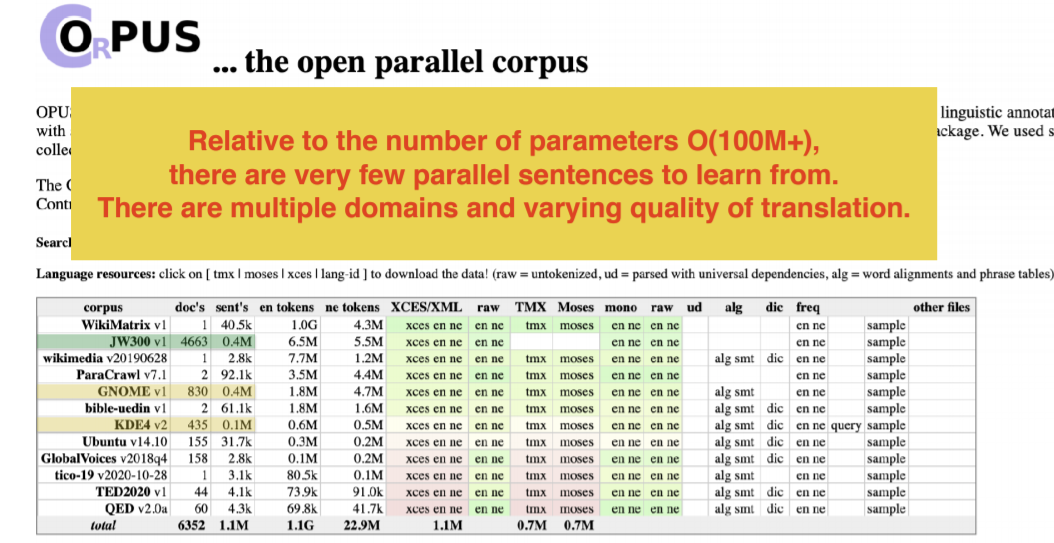 OrPUS
... the open parallel corpus
OPU
linguistic annotat
with
ckage. We used s
colle
Relative to the number of parameters O(100M+),
there are very few parallel sentences to learn from.
There are multiple domains and varying quality of translation.
The
Cont
Searc
Language resources: click on [ tmx | moses | xces | lang-id ] to download the data! (raw = untokenized, ud = parsed with universal dependencies, alg = word alignments and phrase tables)
corpus doc's sent's en tokens ne tokens XCES/XML raw TMX Moses mono raw ud alg dic freq other files
WikiMatrix v1 1 40.5k 1.0G 4.3M xces en ne en ne tmx moses en ne en ne en ne sample
JW300 v1 4663 0.4M 6.5M 5.5M xces en ne en ne en ne en ne en ne sample
wikimedia v20190628 1 2.8k 7.7M 1.2M xces en ne en ne tmx moses en ne en ne alg smt dic en ne sample
ParaCrawl v7.1 2 92.1k 3.5M 4.4M xces en ne en ne tmx moses en ne en ne en ne sample
GNOME v1 830 0.4M 1.8M 4.7M xces en ne en ne tmx moses en ne en ne alg smt en ne sample
bible-uedin v1 2 61.1k 1.8M 1.6M xces en ne en ne tmx moses en ne en ne alg smt dic en ne sample
KDE4 v2 435 0.1M 0.6M 0.5M xces en ne en ne tmx moses en ne en ne alg smt dic en ne query sample
Ubuntu v14.10 155 31.7k 0.3M 0.2M xces en ne en ne tmx moses en ne en ne alg smt dic en ne sample
GlobalVoices v2018q4 158 2.8k 0.1M 0.2M xces en ne en ne tmx moses en ne en ne alg smt dic en ne sample
tico-19 v2020-10-28 1 3.1k 80.5k 0.1M xces en ne en ne tmx moses en ne en ne alg smt en ne sample
TED2020 v1 44 4.1k 73.9k 91.0k xces en ne en ne tmx moses en ne en ne alg smt dic en ne sample
QED v2.0a 60 4.3k 69.8k 41.7k xces en ne en ne tmx moses en ne en ne alg smt dic en ne sample
total 6352 1.1M 1.1G 22.9M 1.1M 0.7M 0.7M